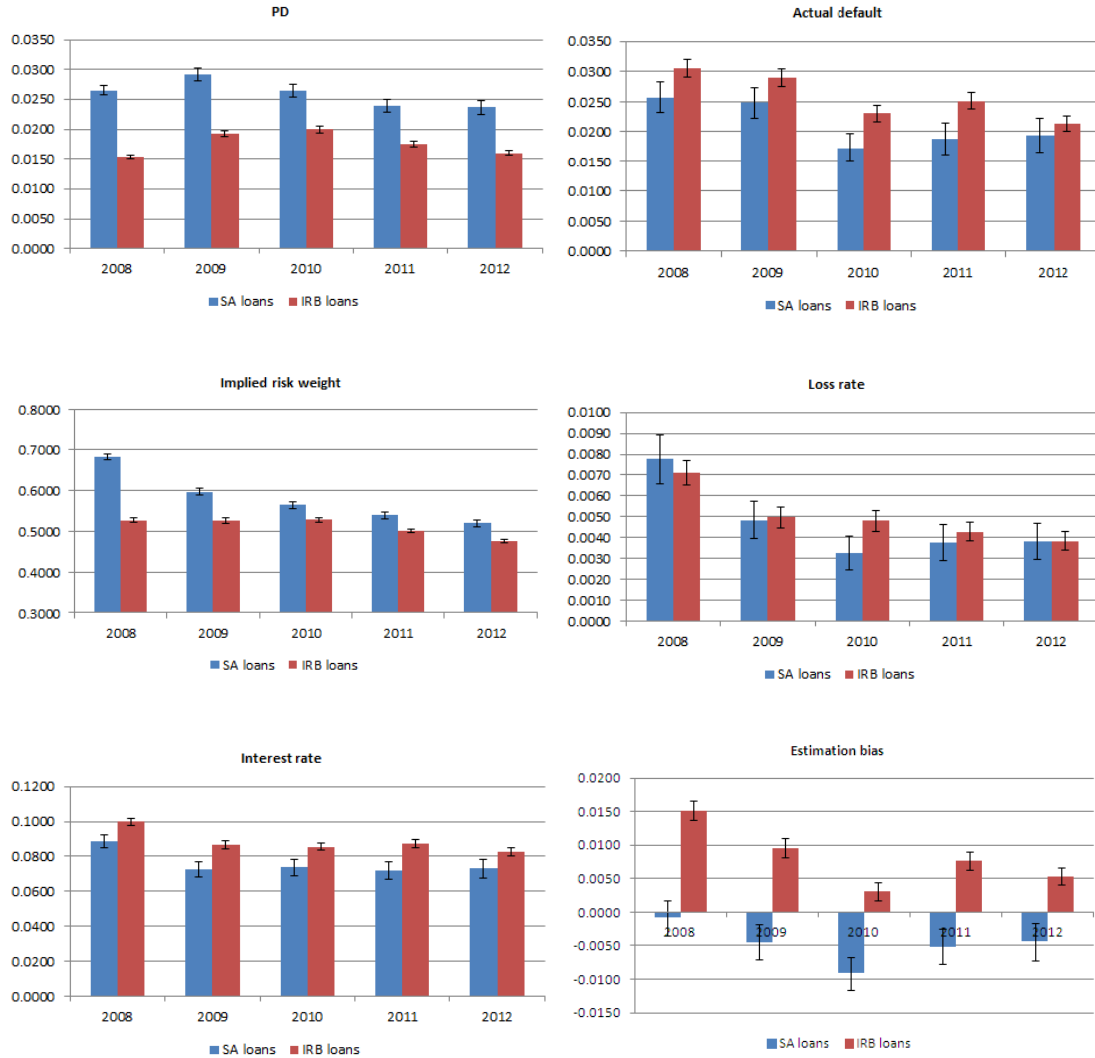 PD
0.0350
0.0300
0.0250
0.0200
0.0150
0.0100
0.0050
0.0000
2008 2009 2010 2011 2012
SA loans IRB loans
Actual default
0.0350
0.0300
0.0250
0.0200
0.0150
0.0100
0.0050
0.0000
2008 2009 2010 2011 2012
SA loans IRB loans
Implied risk weight
0.8000
0.7000
0.6000
0.5000
0.4000
0.3000
2008 2009 2010 2011 2012
SA loans IRB loans
Loss rate
0.0100
0.0090
0.0080
0.0070
0.0060
0.0050
0.0040
0.0030
0.0020
0.0010
0.0000
2008 2009 2010 2011 2012
SA loans IRB loans
Interest rate
0.1200
0.1000
0.0800
0.0600
0.0400
0.0200
0.0000
2008 2009 2010 2011 2012
SA loans IRB loans
Estimation bias
0.0200
0.0150
0.0100
0.0050
0.0000
-0.0050
-0.0100
-0.0150
2008 2009 2010 2011 2012
SA loans IRB loans